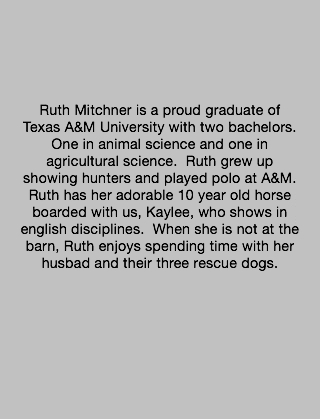 Ruth Mitchner is a proud graduate of
Texas A&M University with two bachelors.
One in animal science and one in
agricultural science.  Ruth grew up
showing hunters and played polo at A&M.
Ruth has her adorable 10 year old horse
boarded with us, Kaylee, who shows in
english disciplines.  When she is not at the
barn, Ruth enjoys spending time with her
husbad and their three rescue dogs.